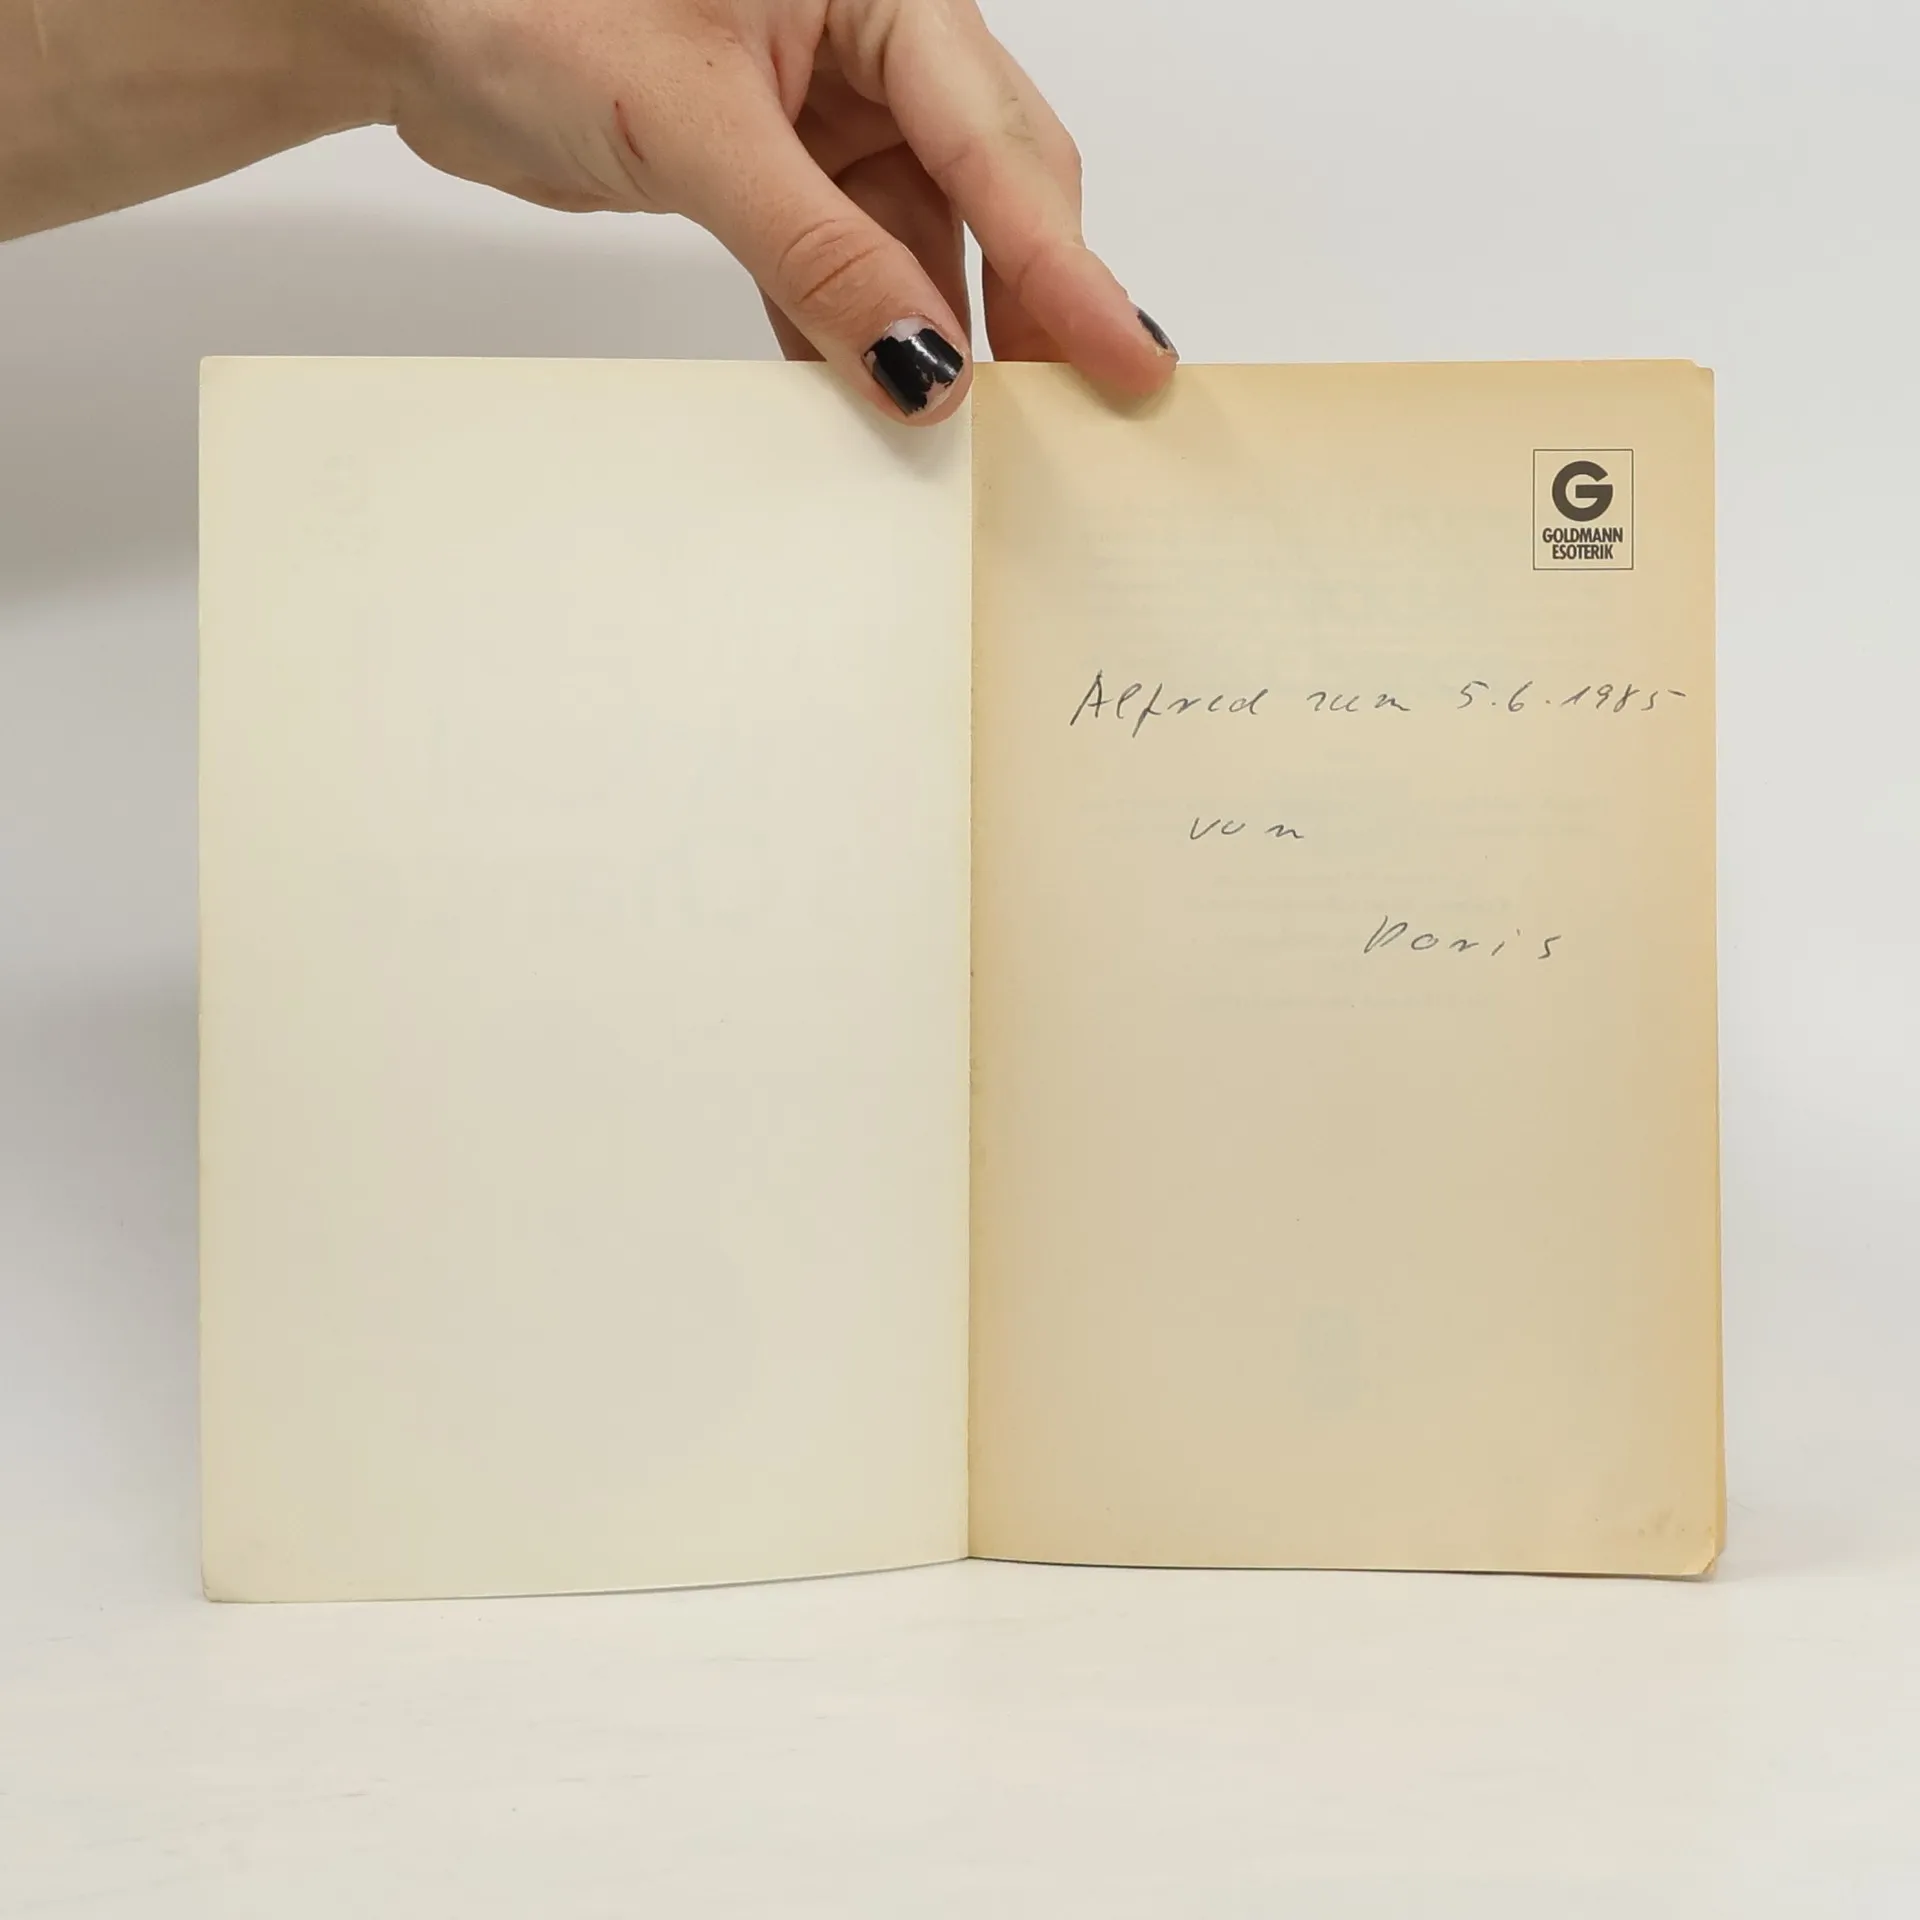 G
GOLDMANN
ESOTERIK
Alfred zum 5.6.1985
von
Doris